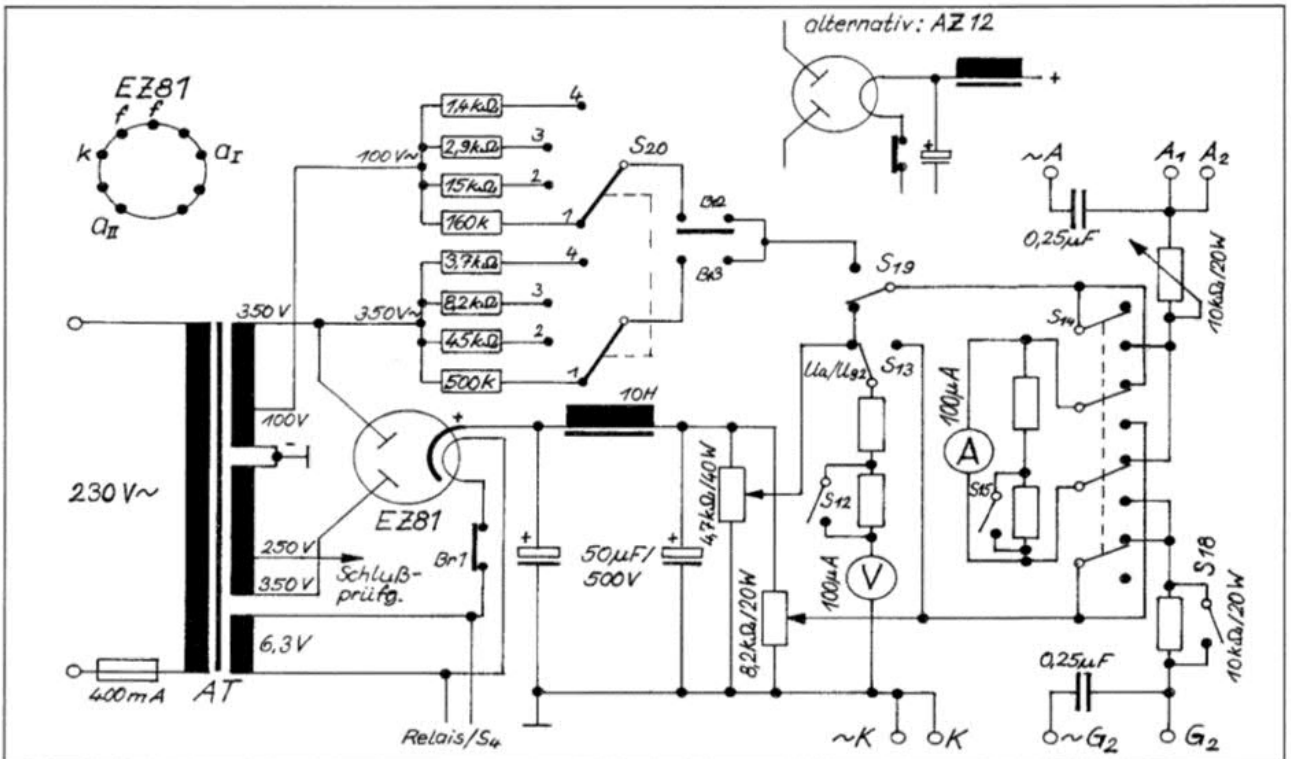 alternativ: AZ12
EZ81
f f
k
aI
aII
1,4kΩ 4
2,9kΩ 3
15kΩ 2
160k 1
100V~
S20
3,7kΩ 4
8,2kΩ 3
45kΩ 2
500k 1
350V~
Br2
Br3
~A A1 A2
0,25µF
10kΩ/20W
S19
S14
Ua/Ug2
S13
100µA
A
S15
350V
100V
-
230V~
250V
Schluß-
prüfg.
350V
6,3V
400mA
AT
EZ81
+
Br1
Relais/S4
10H
+
50µF/
500V
+
4,7kΩ/40W
8,2kΩ/20W
S12
100µA
V
S18
10kΩ/20W
0,25µF
~K K
~G2 G2
+
+